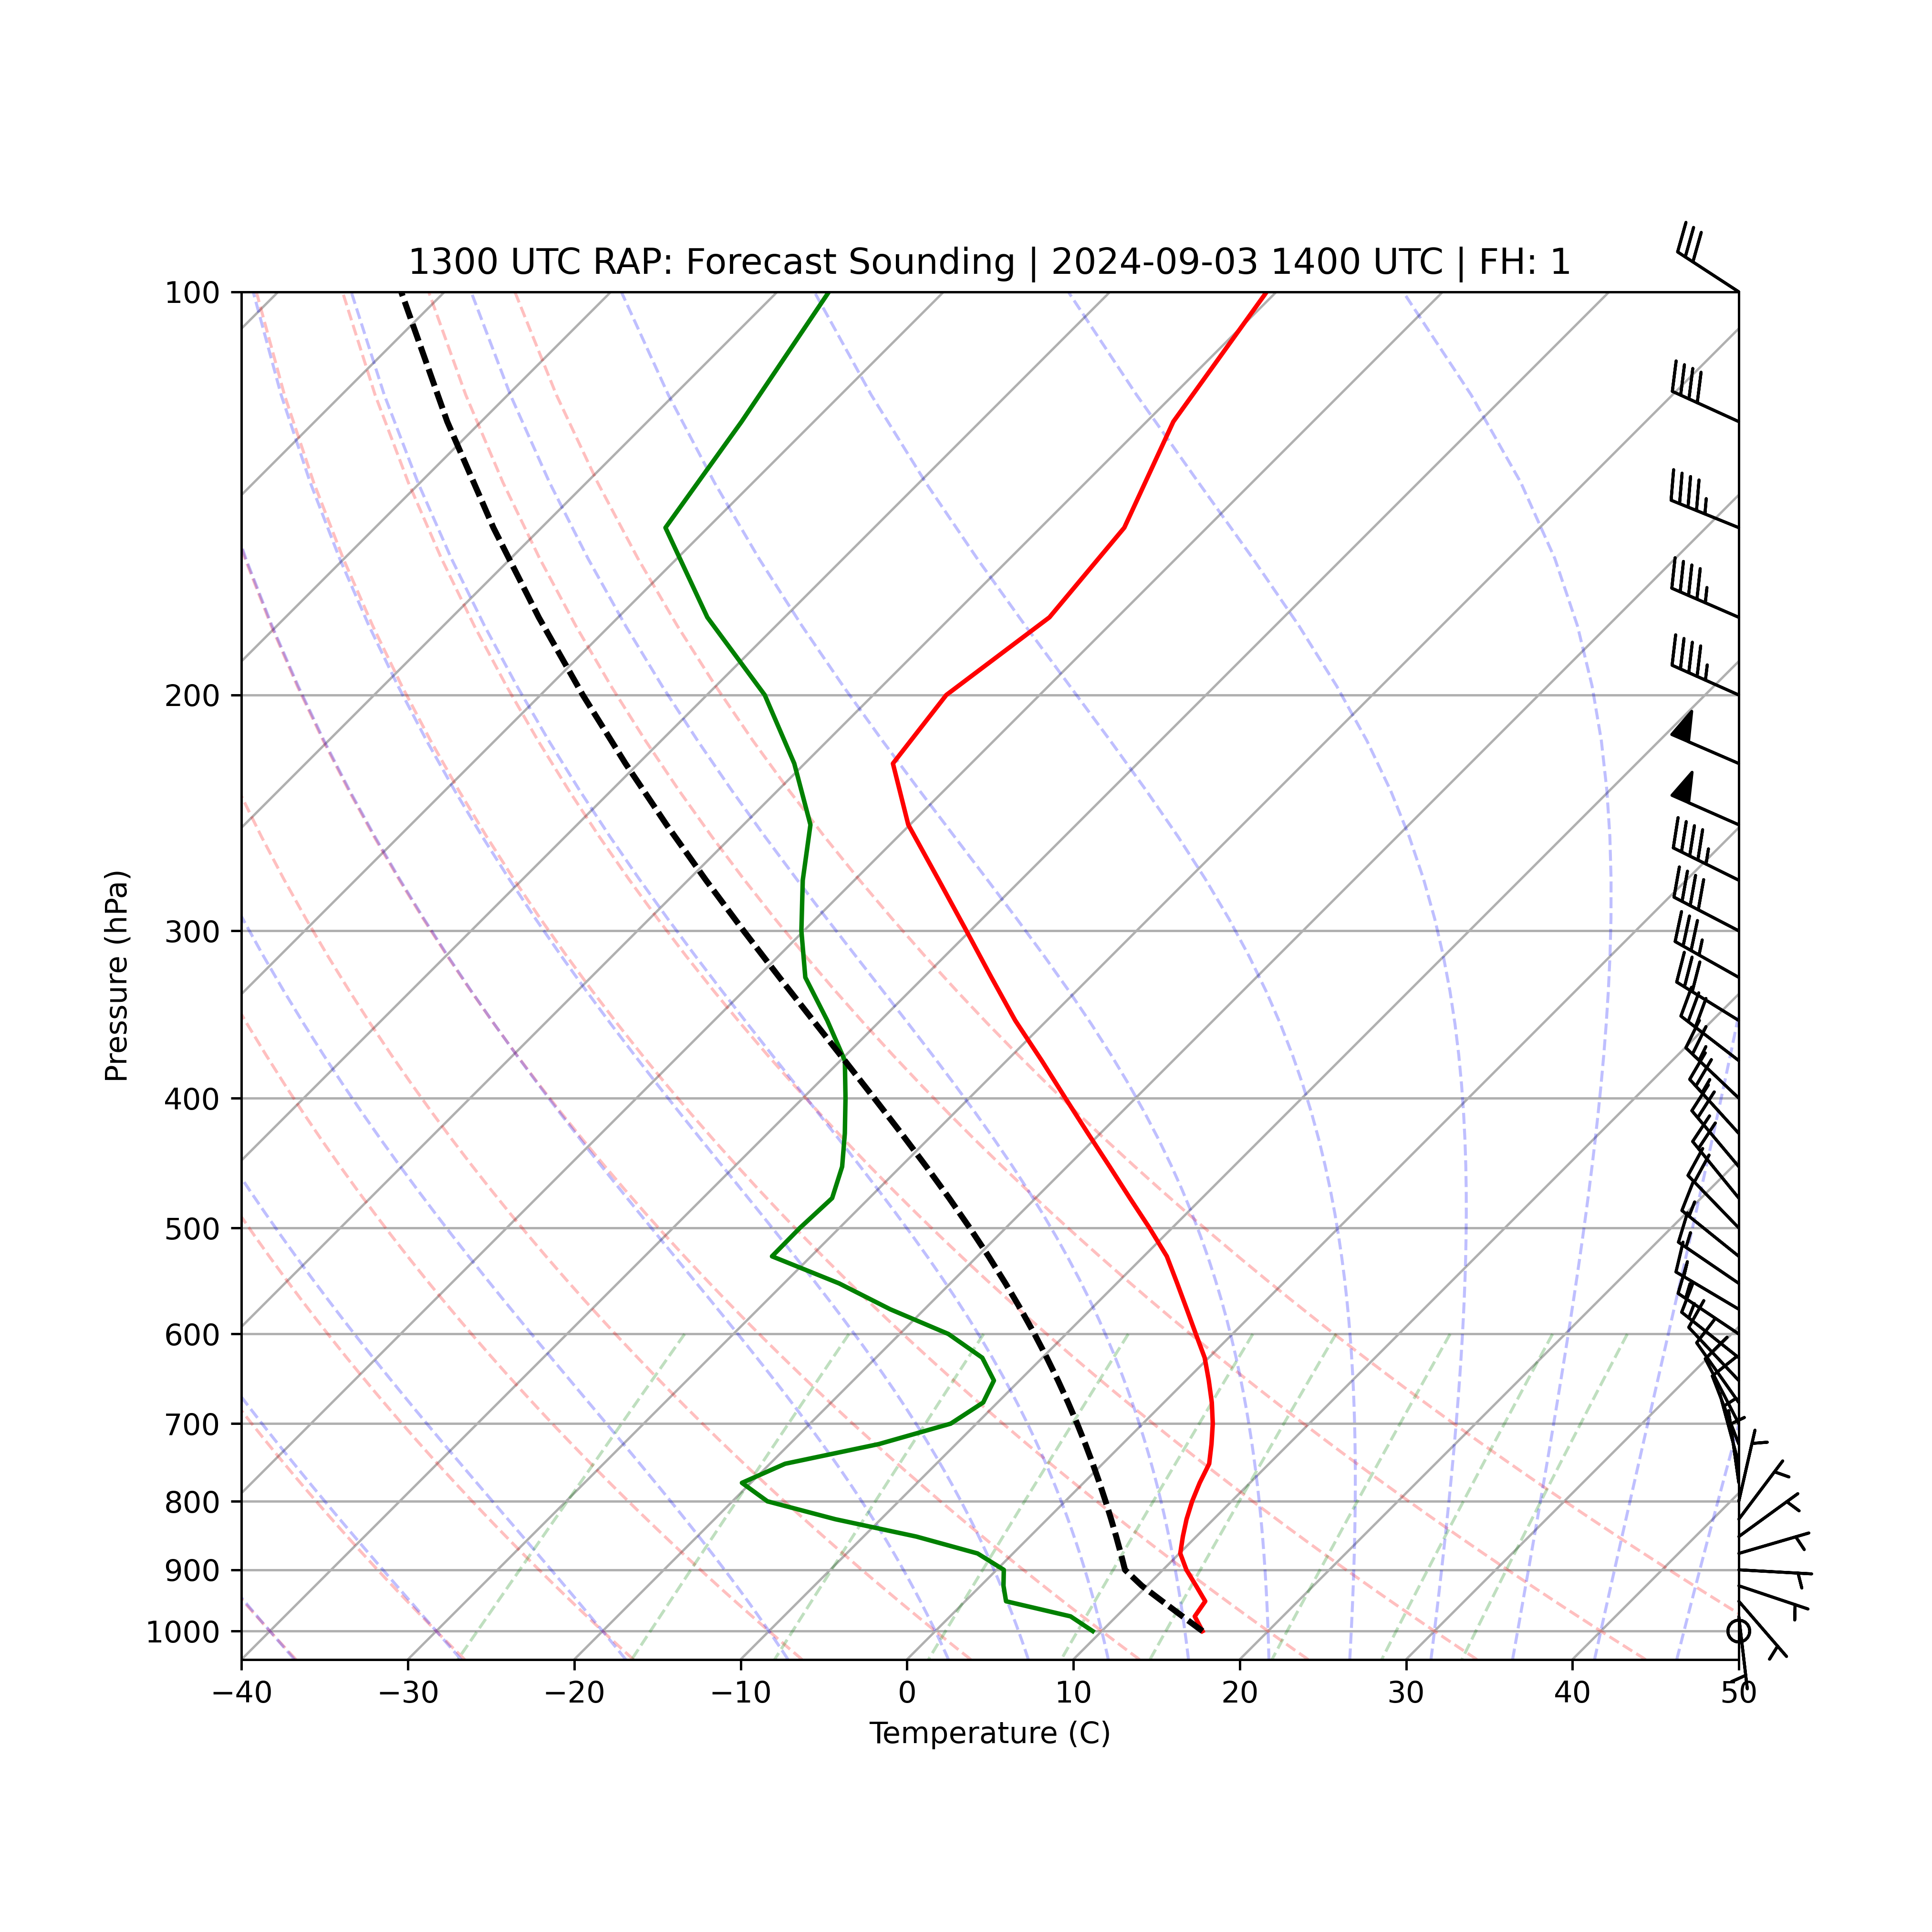 1300 UTC RAP: Forecast Sounding | 2024-09-03 1400 UTC | FH: 1
100
200
300
400
500
600
700
800
900
1000
Pressure (hPa)
−40 −30 −20 −10 0 10 20 30 40 50
Temperature (C)